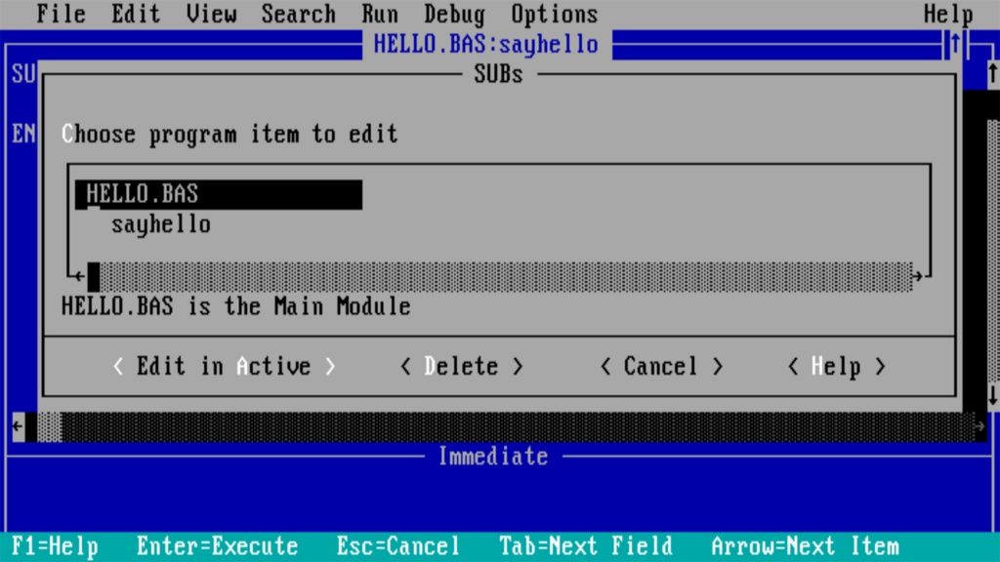 File Edit View Search Run Debug Options Help
HELLO.BAS:sayhello
SU
SUBs
EN
Choose program item to edit
HELLO.BAS
sayhello
HELLO.BAS is the Main Module
< Edit in Active > < Delete > < Cancel > < Help >
Immediate
F1=Help Enter=Execute Esc=Cancel Tab=Next Field Arrow=Next Item